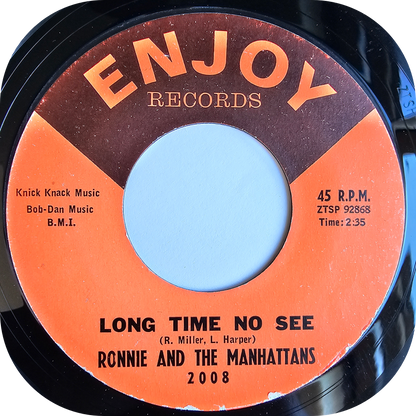 ENJOY
RECORDS
Knick Knack Music
Bob-Dan Music
B.M.I.
45 R.P.M.
ZTSP 92868
Time: 2:35
LONG TIME NO SEE
(R. Miller, L. Harper)
RONNIE AND THE MANHATTANS
2008